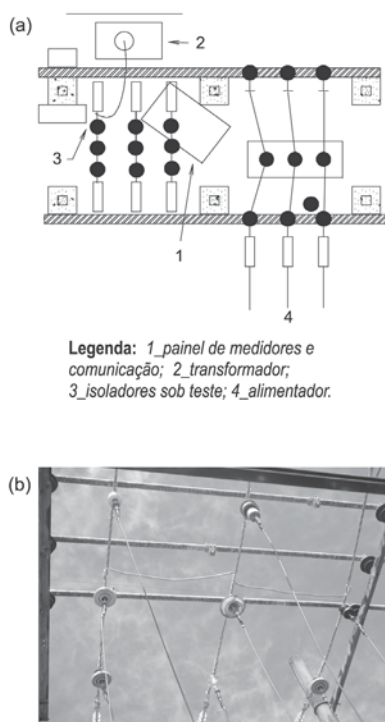 (a)
2
3
1
4
Legenda: 1_painel de medidores e
comunicação; 2_transformador;
3_isoladores sob teste; 4_alimentador.
(b)